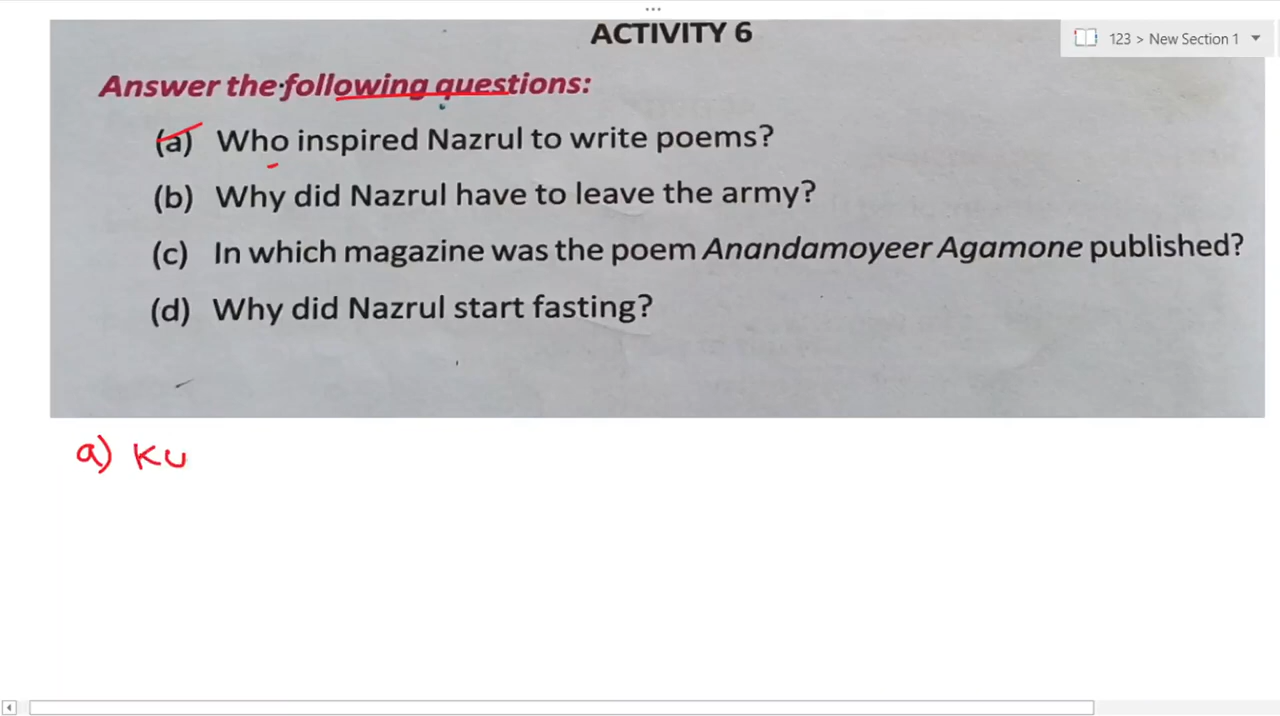 ...
123 > New Section 1
ACTIVITY 6
Answer the following questions:
(a) Who inspired Nazrul to write poems?
(b) Why did Nazrul have to leave the army?
(c) In which magazine was the poem Anandamoyeer Agamone published?
(d) Why did Nazrul start fasting?
a) Ku